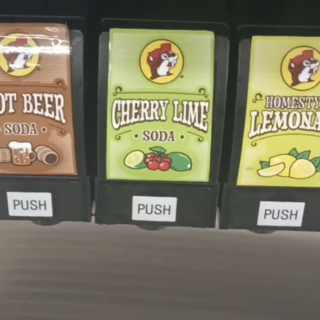 OT BEER
SODA
PUSH
CHERRY LIME
SODA
PUSH
HOMESTY
LEMONA
PUSH